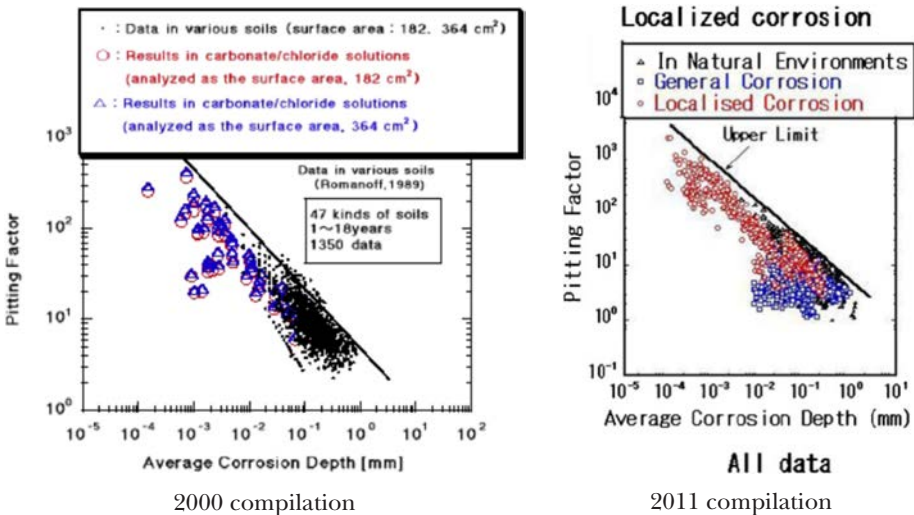 · : Data in various soils (surface area : 182, 364 cm²)
○ : Results in carbonate/chloride solutions
(analyzed as the surface area, 182 cm²)
△ : Results in carbonate/chloride solutions
(analyzed as the surface area, 364 cm²)
10³
10²
10¹
10⁰
Pitting Factor
Data in various soils
(Romanoff,1989)
47 kinds of soils
1～18years
1350 data
10⁻⁵ 10⁻⁴ 10⁻³ 10⁻² 10⁻¹ 10⁰ 10¹ 10²
Average Corrosion Depth [mm]
2000 compilation
Localized corrosion
▵ In Natural Environments
□ General Corrosion
○ Localised Corrosion
10⁴
10³
10²
10¹
10⁰
10⁻¹
Pitting Factor
Upper Limit
10⁻⁵ 10⁻⁴ 10⁻³ 10⁻² 10⁻¹ 10⁰ 10¹
Average Corrosion Depth (mm)
All data
2011 compilation